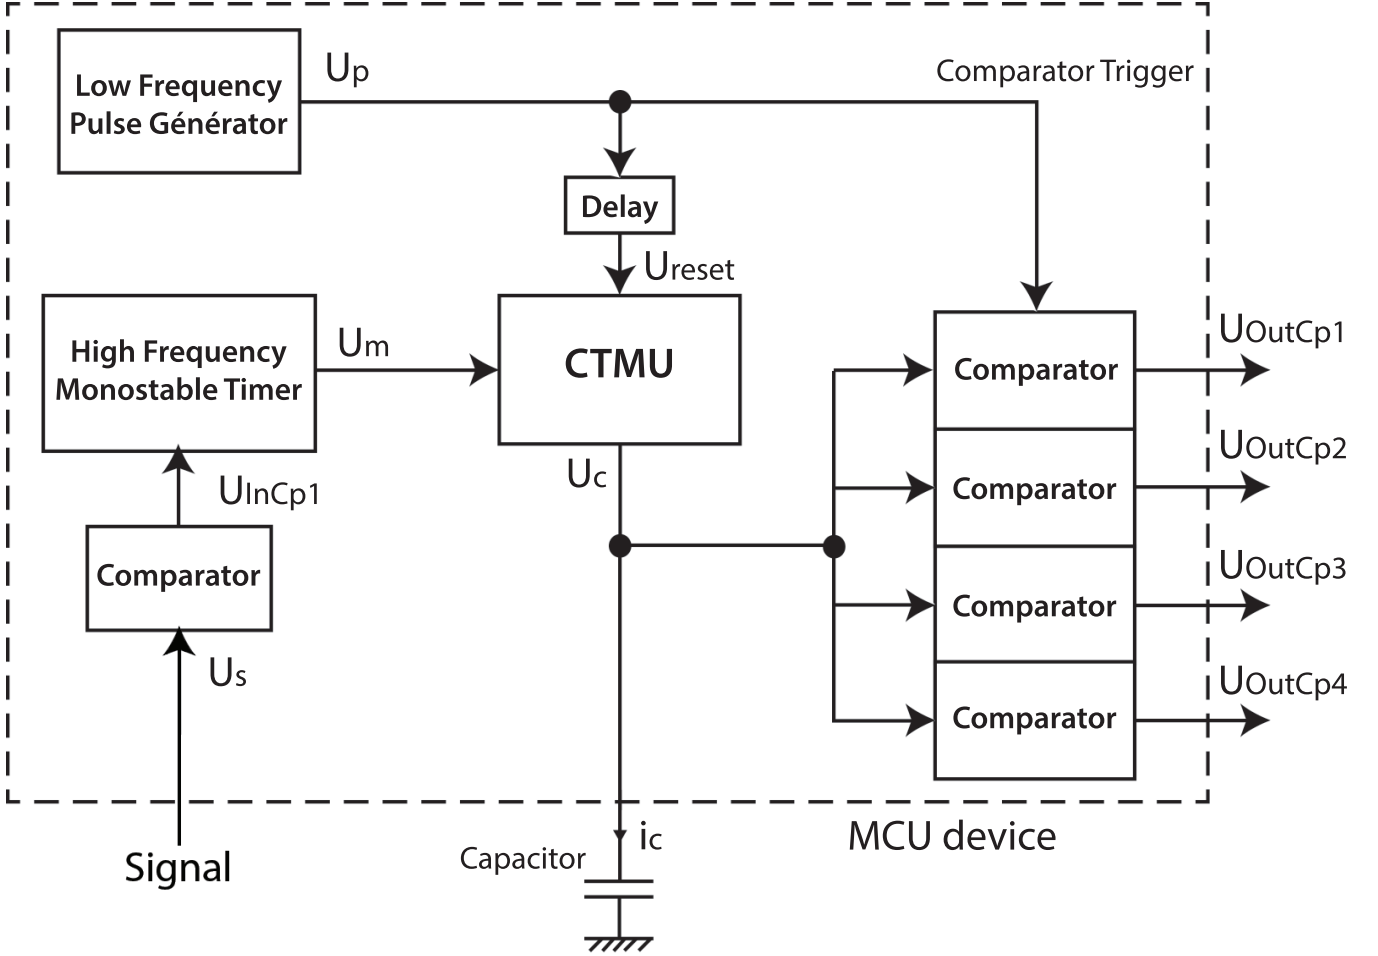 Low Frequency
Pulse Générator
Up
Comparator Trigger
Delay
Ureset
High Frequency
Monostable Timer
Um
CTMU
Comparator
UOutCp1
Uc
UInCp1
Comparator
UOutCp2
Comparator
Us
Comparator
UOutCp3
Comparator
UOutCp4
Signal
Capacitor
ic
MCU device